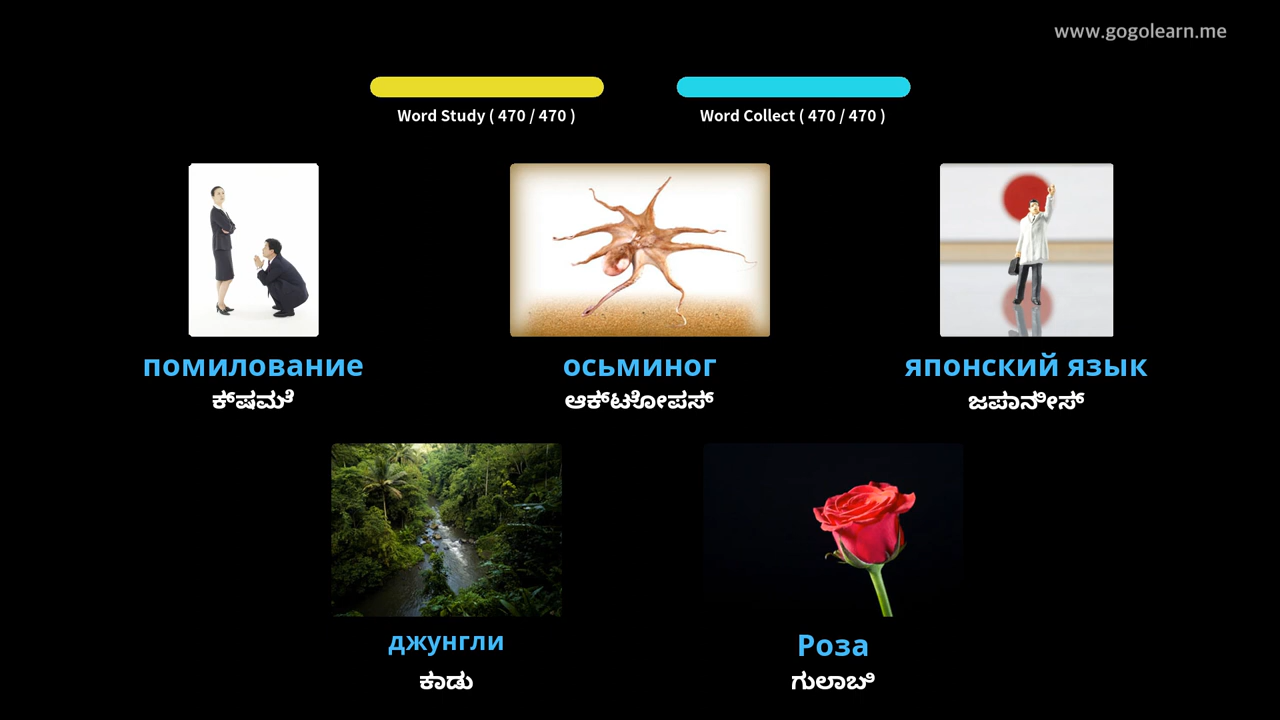 www.gogolearn.me
Word Study ( 470 / 470 )
Word Collect ( 470 / 470 )
помилование
ಕ್ಷಮೆ
осьминог
ಆಕ್ಟೋಪಸ್
японский язык
ಜಪಾನೀಸ್
джунгли
ಕಾಡು
Роза
ಗುಲಾಬಿ